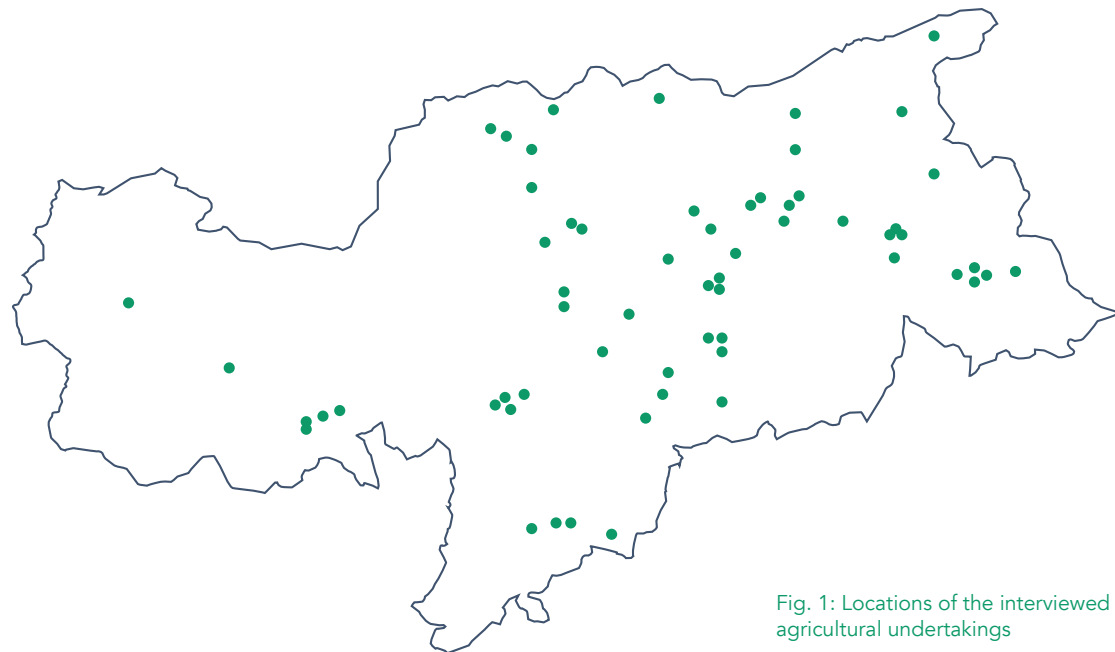 Fig. 1: Locations of the interviewed
agricultural undertakings